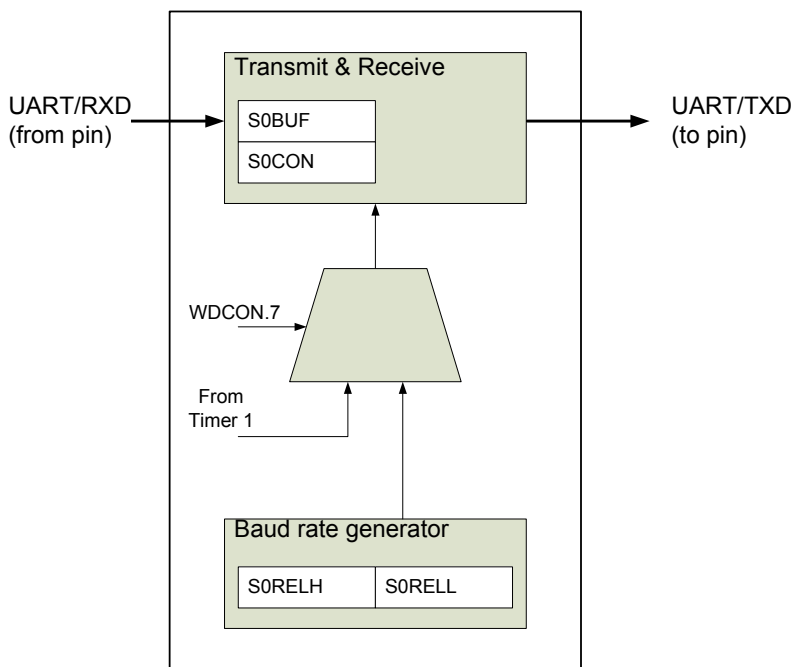 Transmit & Receive
UART/RXD
(from pin)
S0BUF
S0CON
UART/TXD
(to pin)
WDCON.7
From
Timer 1
Baud rate generator
S0RELH
S0RELL